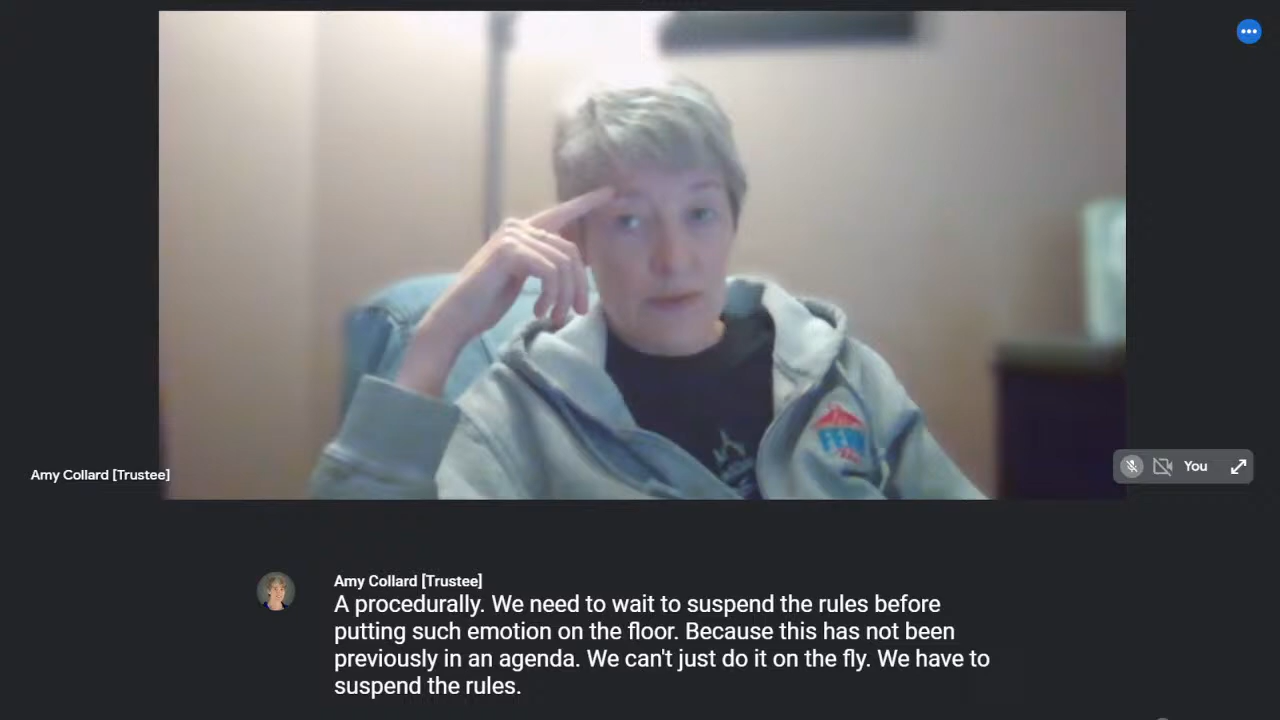 Amy Collard [Trustee]
You
Amy Collard [Trustee]
A procedurally. We need to wait to suspend the rules before
putting such emotion on the floor. Because this has not been
previously in an agenda. We can't just do it on the fly. We have to
suspend the rules.